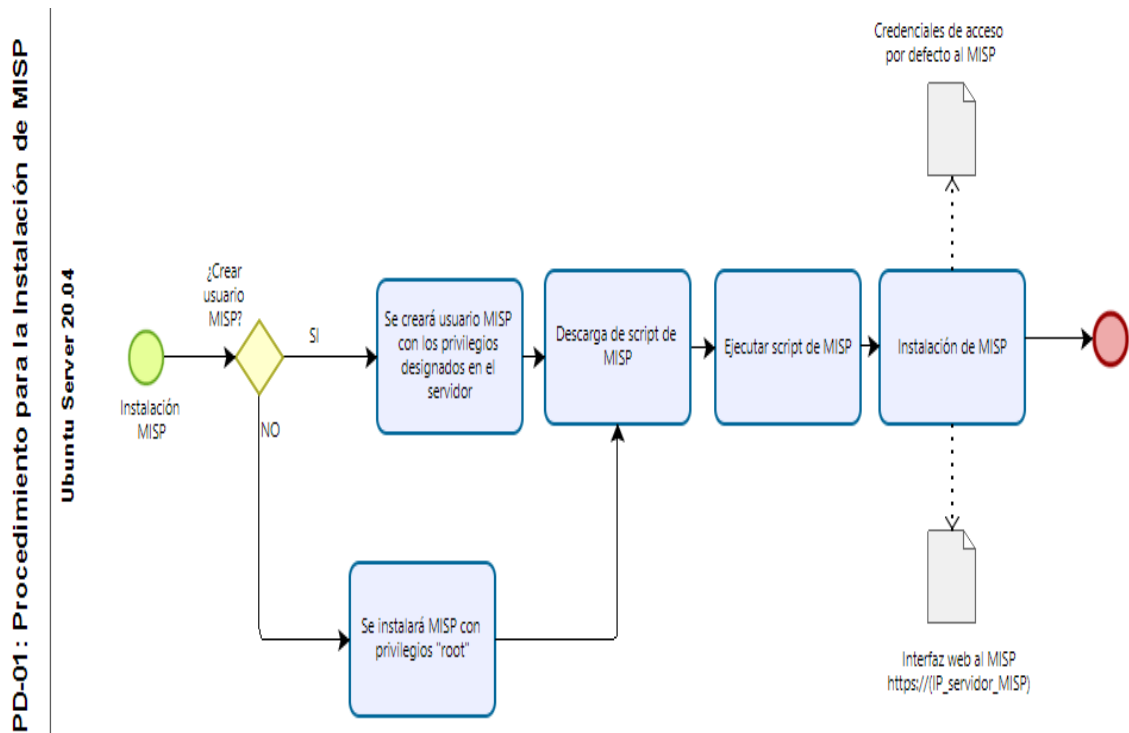 PD-01: Procedimiento para la Instalación de MISP
Ubuntu Server 20.04
Instalación
MISP
¿Crear
usuario
MISP?
SI
NO
Se creará usuario MISP
con los privilegios
designados en el
servidor
Se instalará MISP con
privilegios "root"
Descarga de script de
MISP
Ejecutar script de MISP
Instalación de MISP
Credenciales de acceso
por defecto al MISP
Interfaz web al MISP
https://(IP_servidor_MISP)